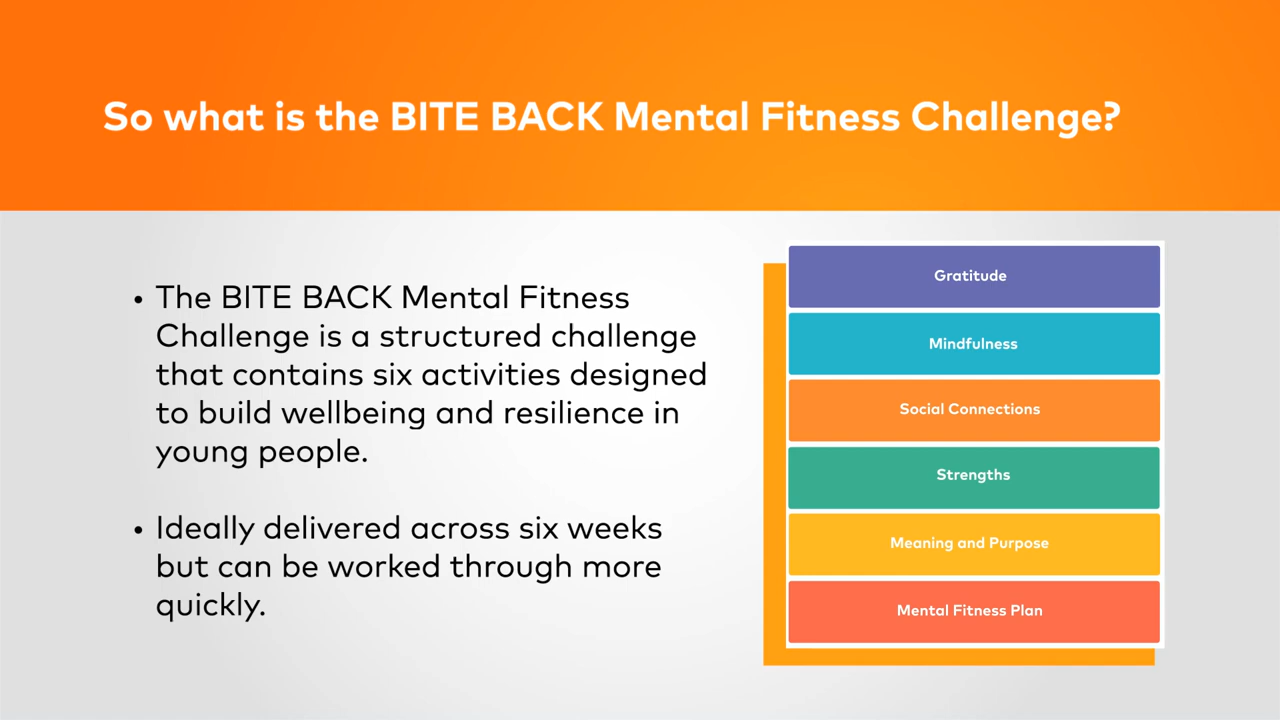 So what is the BITE BACK Mental Fitness Challenge?
• The BITE BACK Mental Fitness
Challenge is a structured challenge
that contains six activities designed
to build wellbeing and resilience in
young people.
• Ideally delivered across six weeks
but can be worked through more
quickly.
Gratitude
Mindfulness
Social Connections
Strengths
Meaning and Purpose
Mental Fitness Plan